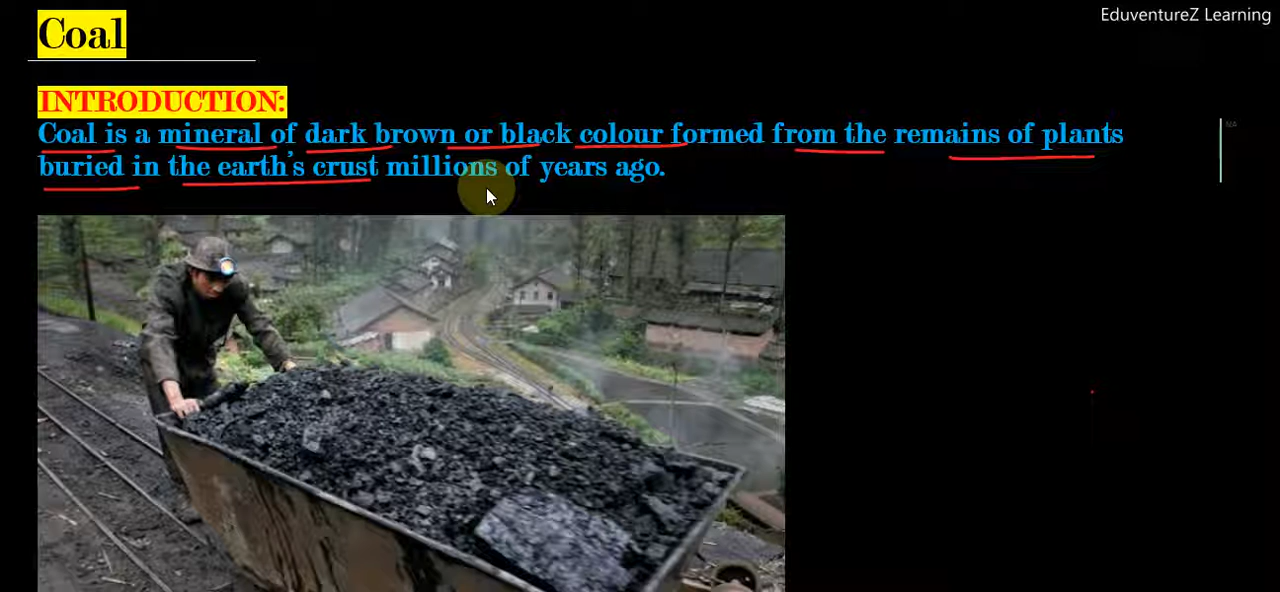 EduventureZ Learning
Coal
INTRODUCTION:
Coal is a mineral of dark brown or black colour formed from the remains of plants
buried in the earth's crust millions of years ago.